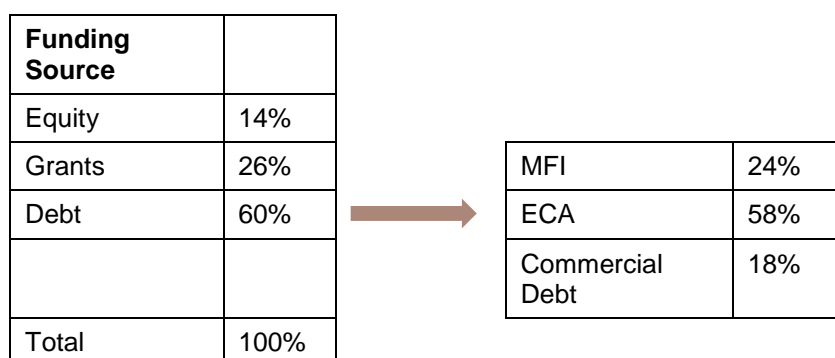 Funding
Source
Equity 14%
Grants 26%
Debt 60%
Total 100%
MFI 24%
ECA 58%
Commercial 18%
Debt